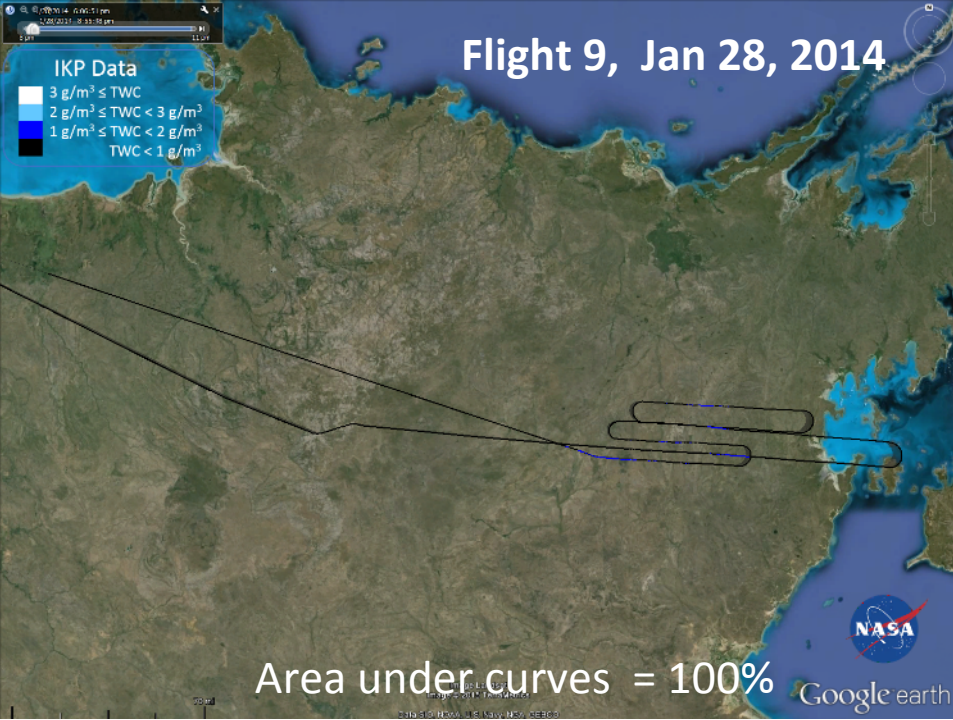 Flight 9, Jan 28, 2014
IKP Data
3 g/m³ ≤ TWC
2 g/m³ ≤ TWC < 3 g/m³
1 g/m³ ≤ TWC < 2 g/m³
TWC < 1 g/m³
NASA
Area under curves = 100%
Google earth